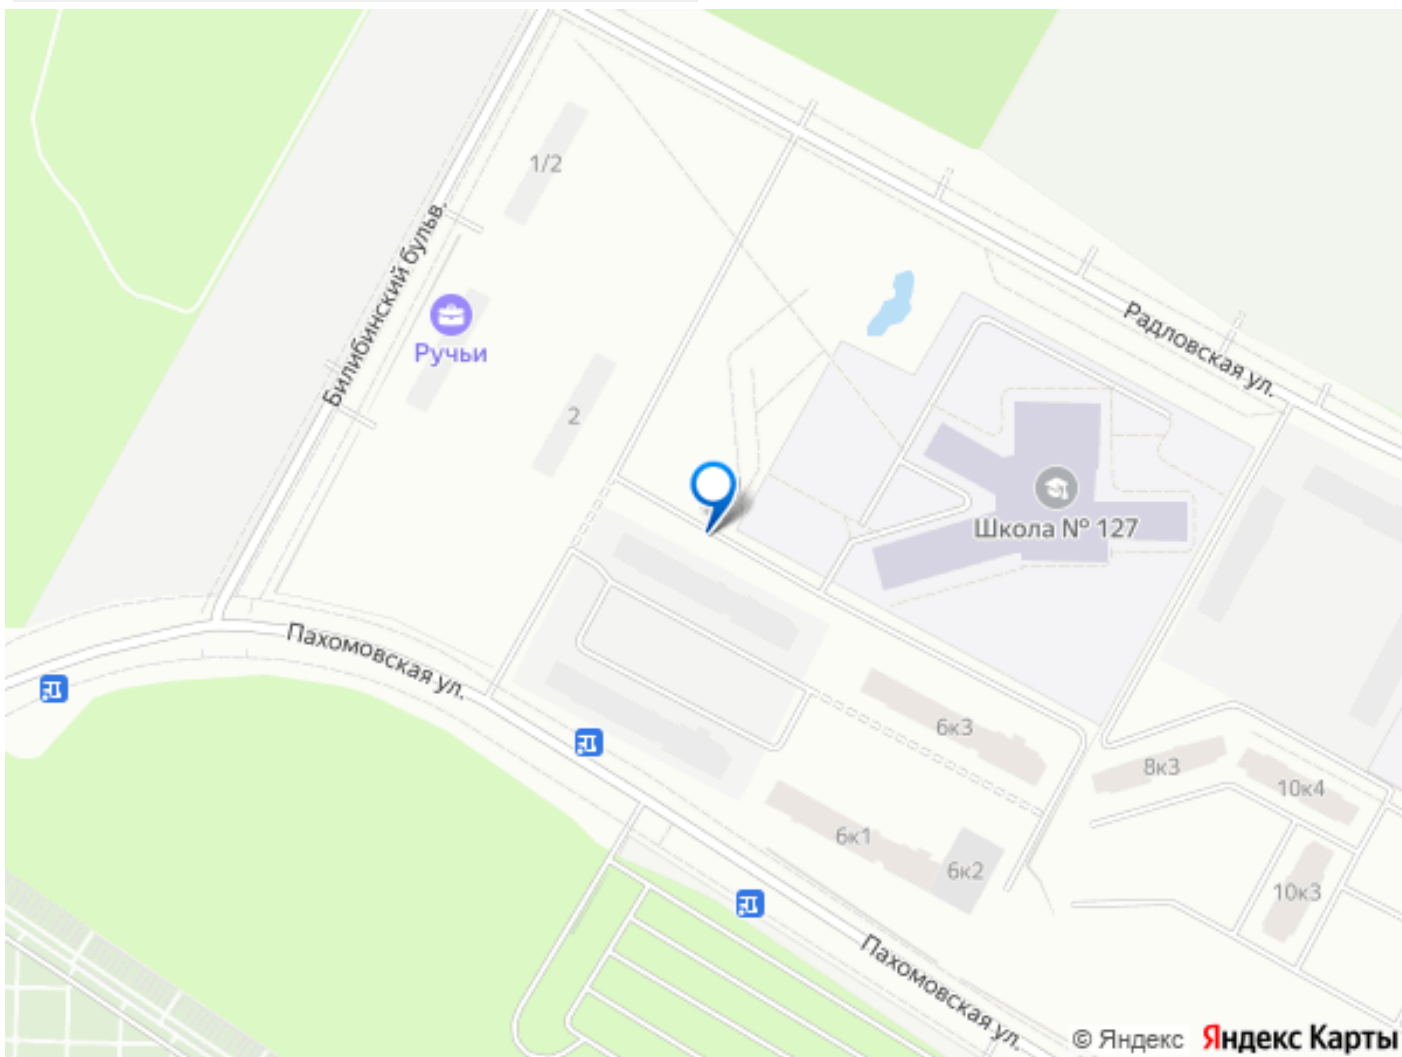 1/2
Билибинский бульв.
Ручьи
2
Радловская ул.
Школа № 127
Пахомовская ул.
6к3
8к3
10к4
6к1
6к2
10к3
Пахомовская ул.
© Яндекс Яндекс Карты